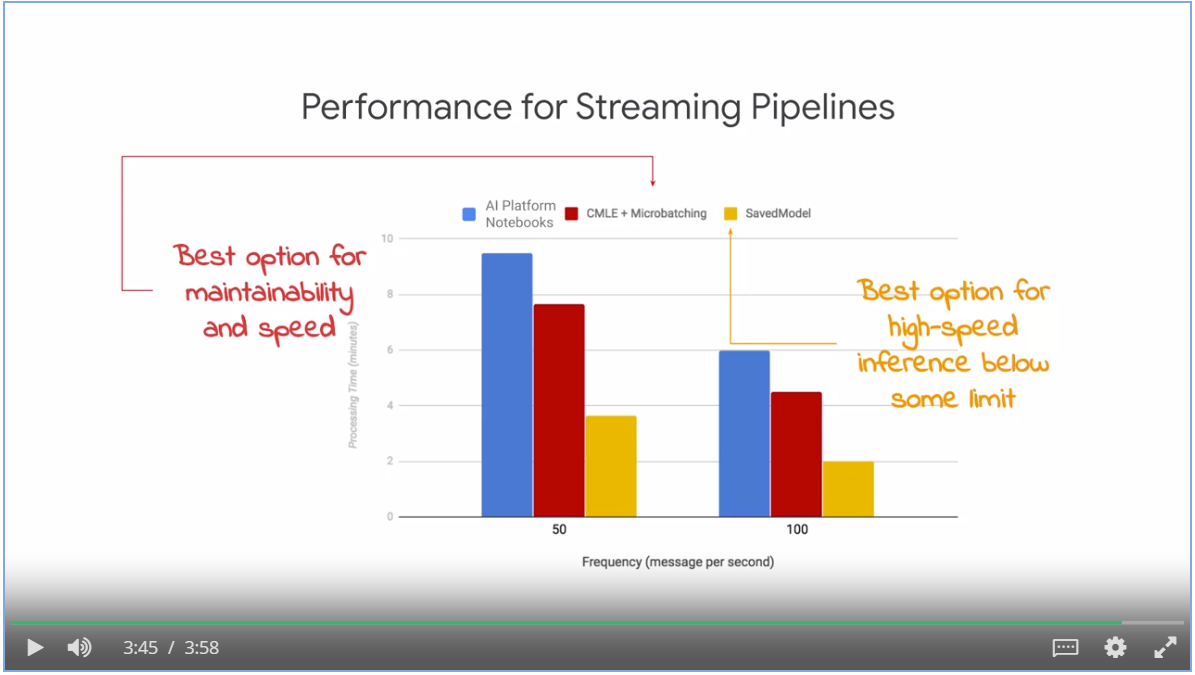 Performance for Streaming Pipelines
AI Platform
Notebooks
CMLE + Microbatching
SavedModel
Best option for
maintainability
and speed
Best option for
high-speed
inference below
some limit
Processing Time (minutes)
10
8
6
4
2
0
50
100
Frequency (message per second)
3:45 / 3:58